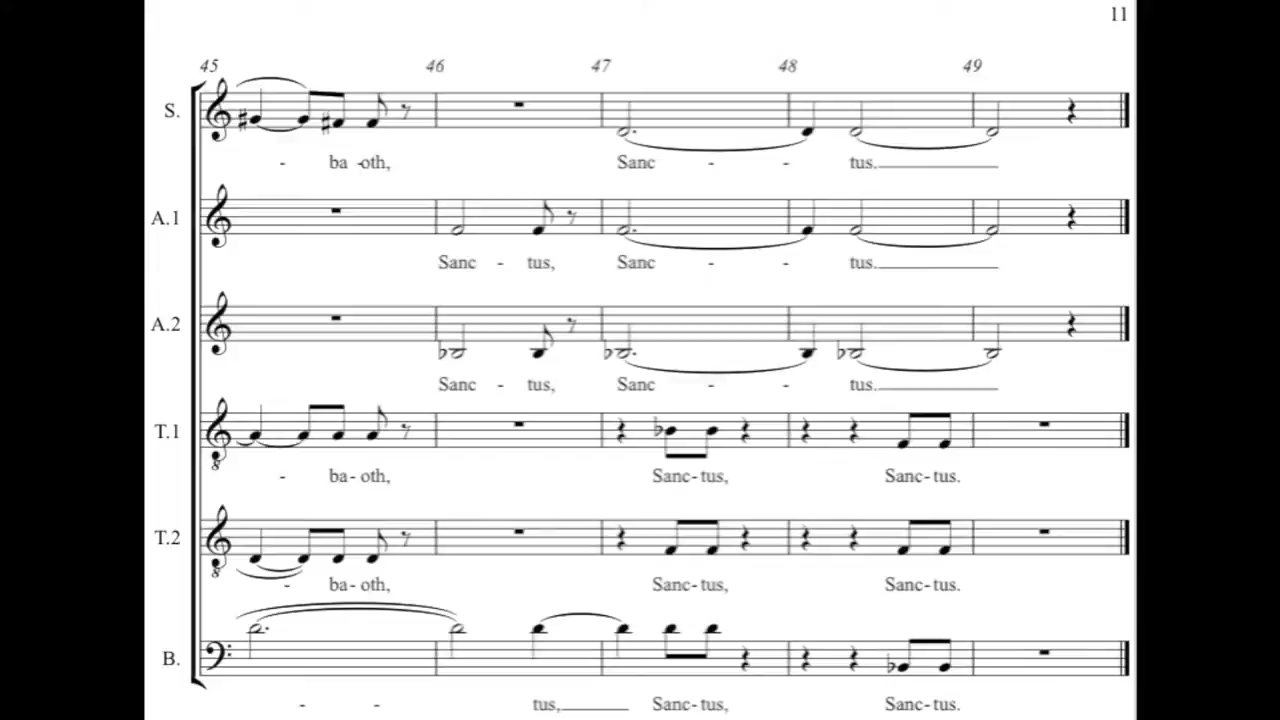 11
45 46 47 48 49
S.
- ba -oth, Sanc - - tus.
A.1
Sanc - tus, Sanc - - tus.
A.2
Sanc - tus, Sanc - - tus.
T.1
8
- ba - oth, Sanc - tus, Sanc - tus.
T.2
8
- ba - oth, Sanc - tus, Sanc - tus.
B.
- - tus, Sanc - tus, Sanc - tus.